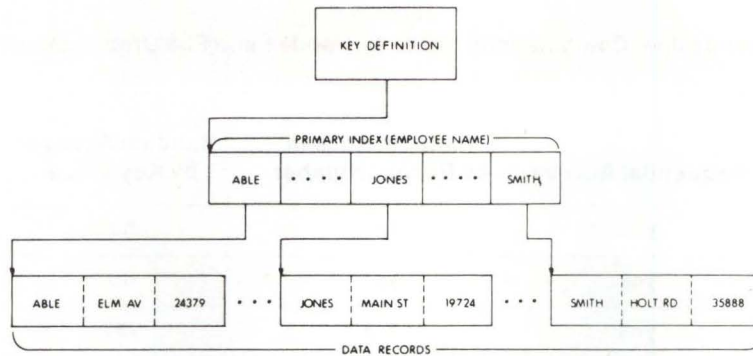 KEY DEFINITION
PRIMARY INDEX (EMPLOYEE NAME)
ABLE • • • • JONES • • • • SMITH
ABLE ELM AV 24379 • • • JONES MAIN ST 19724 • • • SMITH HOLT RD 35888
DATA RECORDS